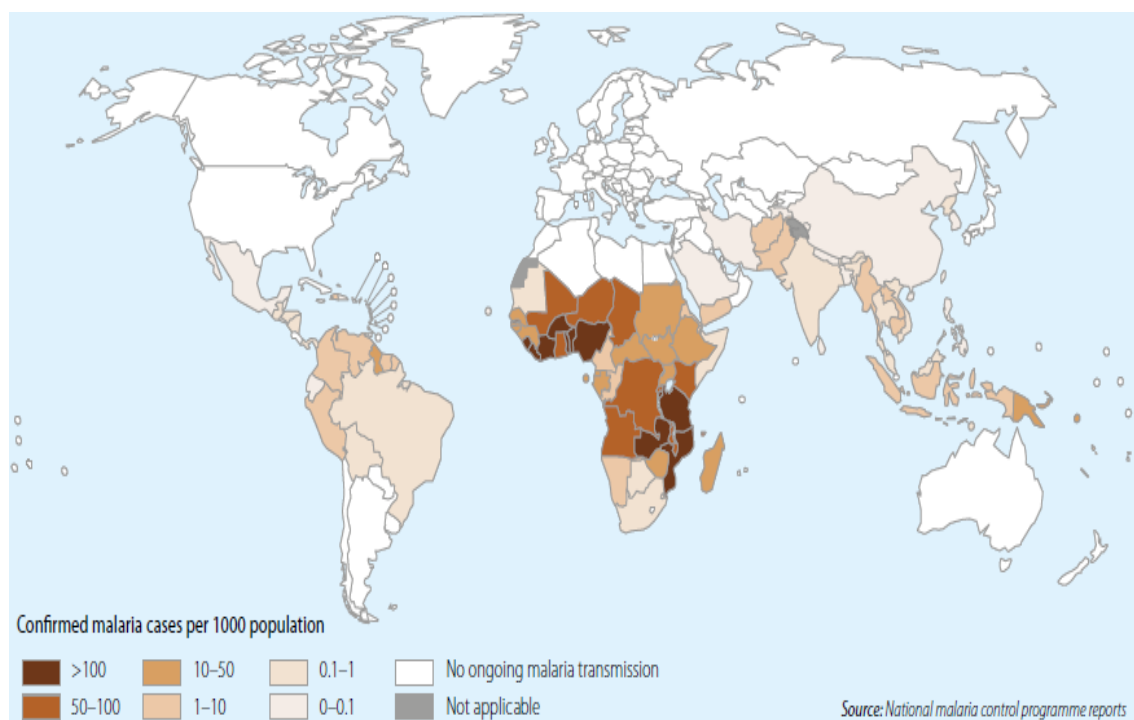 Confirmed malaria cases per 1000 population
>100
10–50
0.1–1
No ongoing malaria transmission
50–100
1–10
0–0.1
Not applicable
Source: National malaria control programme reports